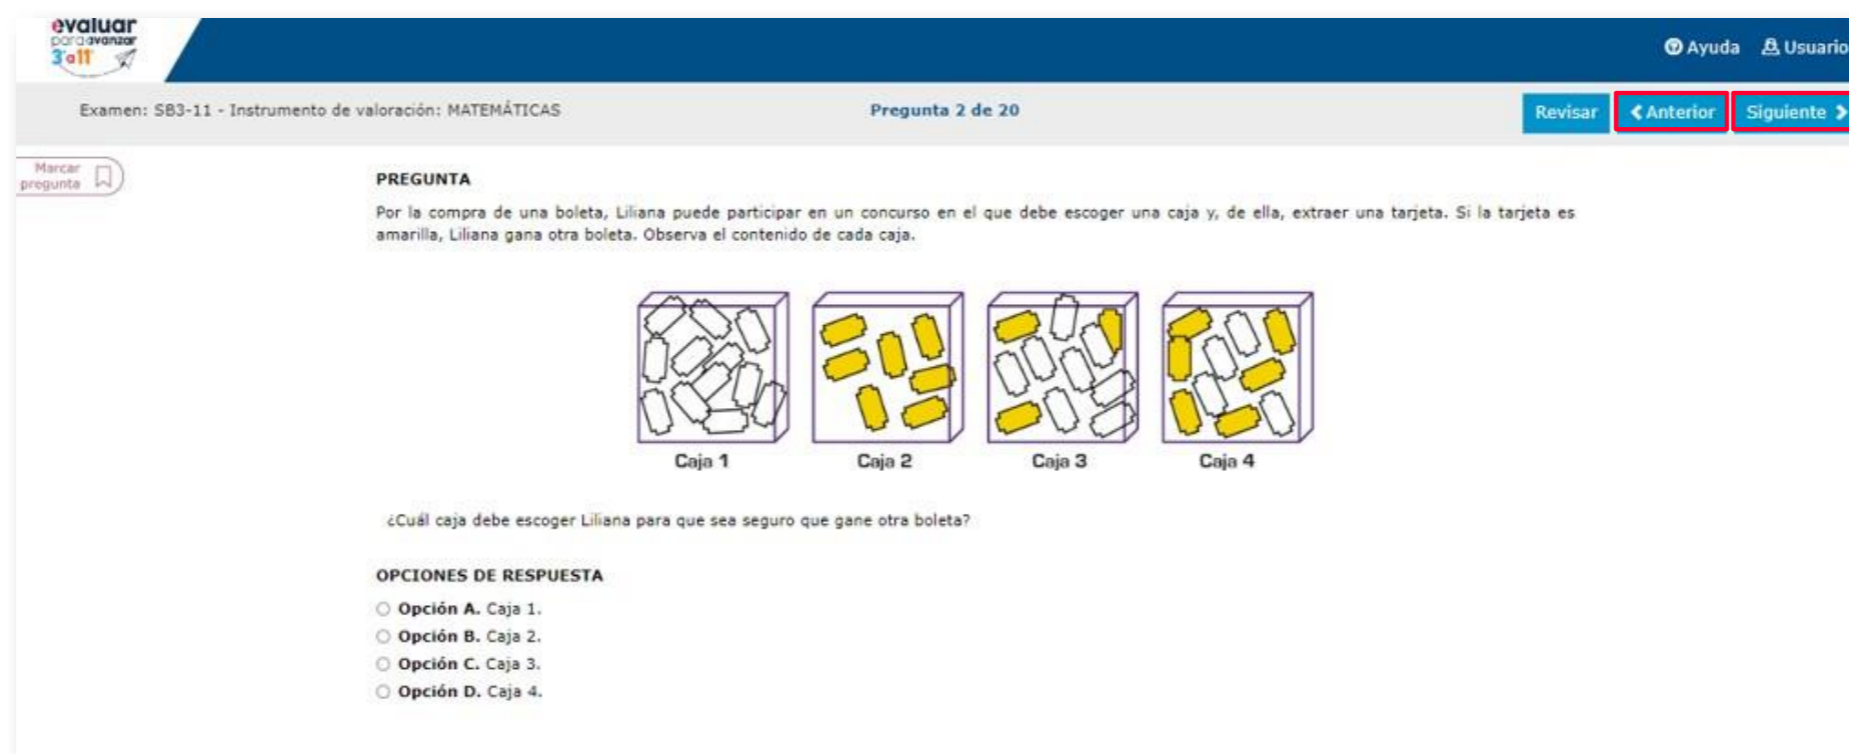 evaluar
para avanzar
3°a11°
Ayuda Usuario
Examen: SB3-11 - Instrumento de valoración: MATEMÁTICAS Pregunta 2 de 20 Revisar Anterior Siguiente
Marcar
pregunta
PREGUNTA
Por la compra de una boleta, Liliana puede participar en un concurso en el que debe escoger una caja y, de ella, extraer una tarjeta. Si la tarjeta es
amarilla, Liliana gana otra boleta. Observa el contenido de cada caja.
Caja 1 Caja 2 Caja 3 Caja 4
¿Cuál caja debe escoger Liliana para que sea seguro que gane otra boleta?
OPCIONES DE RESPUESTA
Opción A. Caja 1.
Opción B. Caja 2.
Opción C. Caja 3.
Opción D. Caja 4.